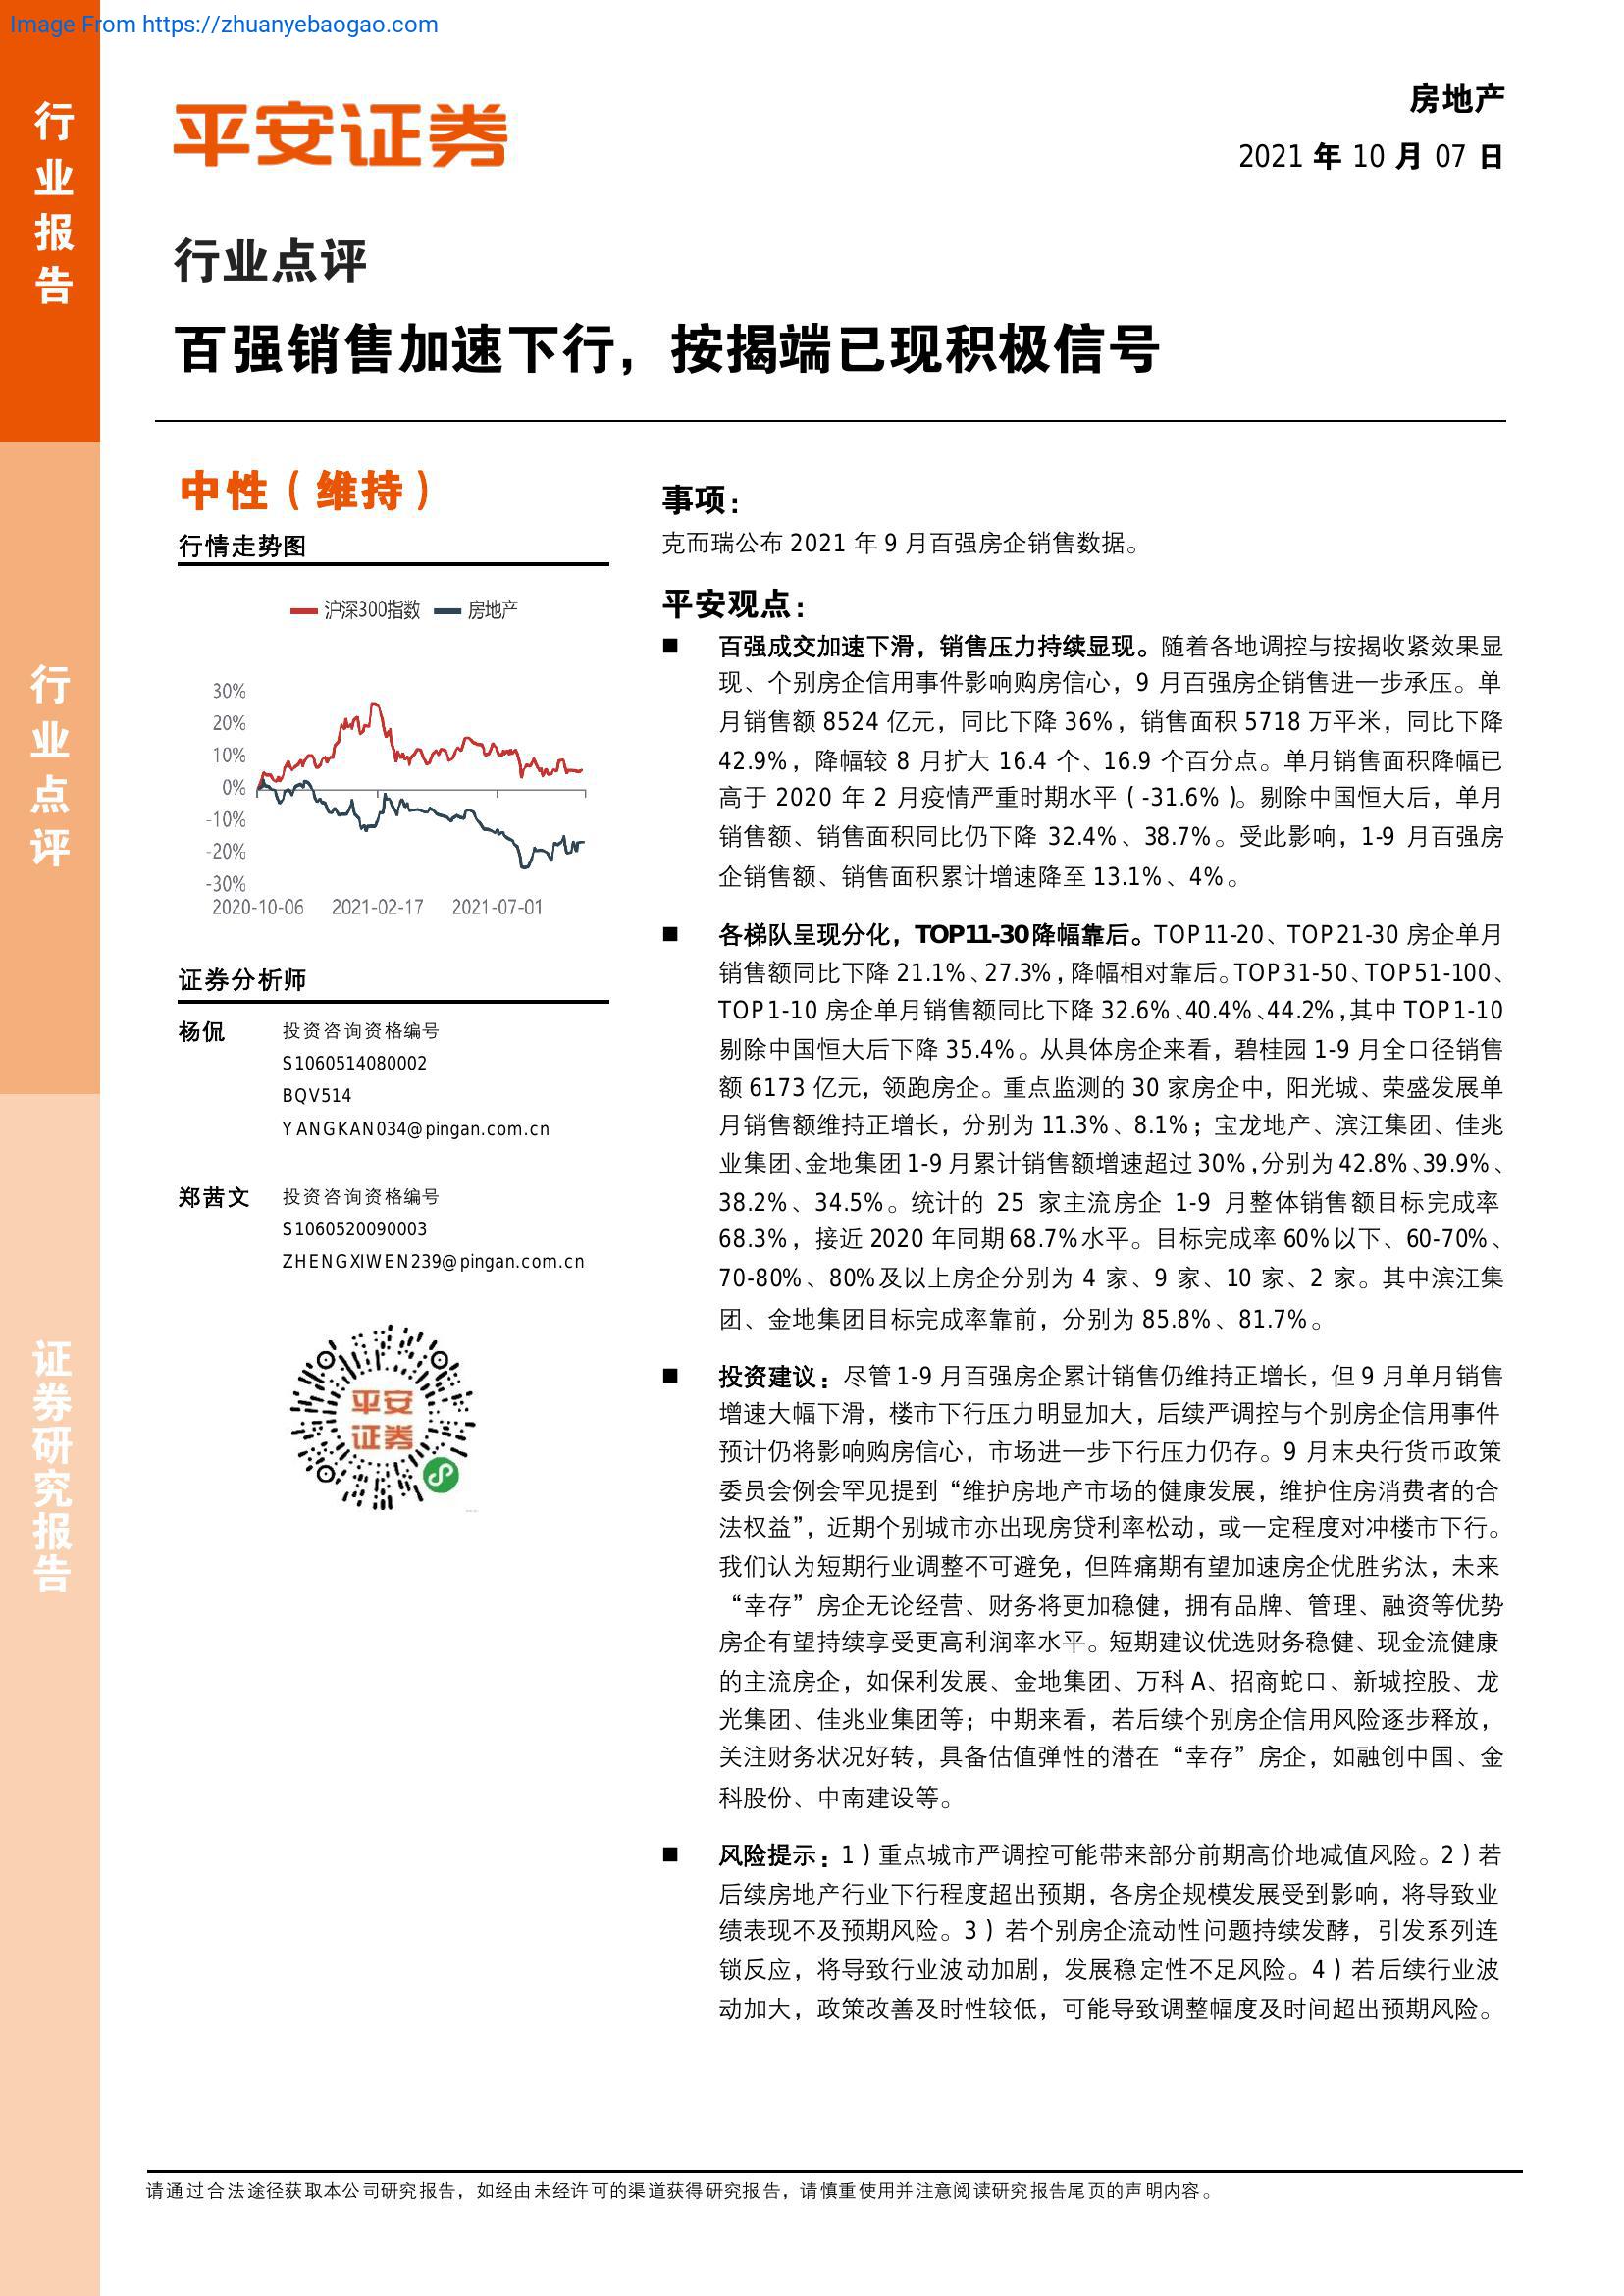 Image From https://zhuanyebaogao.com
行业报告
平安证券
房地产
2021 年 10 月 07 日
行业点评
百强销售加速下行，按揭端已现积极信号
行业点评
证券研究报告
中性（维持）
行情走势图
沪深300指数 房地产
30%
20%
10%
0%
-10%
-20%
-30%
2020-10-06 2021-02-17 2021-07-01
证券分析师
杨侃 投资咨询资格编号
S1060514080002
BQV514
YANGKAN034@pingan.com.cn
郑茜文 投资咨询资格编号
S1060520090003
ZHENGXIWEN239@pingan.com.cn
平安
证券
事项：
克而瑞公布 2021 年 9 月百强房企销售数据。
平安观点：
■ 百强成交加速下滑，销售压力持续显现。随着各地调控与按揭收紧效果显
现、个别房企信用事件影响购房信心，9 月百强房企销售进一步承压。单
月销售额 8524 亿元，同比下降 36%，销售面积 5718 万平米，同比下降
42.9%，降幅较 8 月扩大 16.4 个、16.9 个百分点。单月销售面积降幅已
高于 2020 年 2 月疫情严重时期水平（-31.6%）。剔除中国恒大后，单月
销售额、销售面积同比仍下降 32.4%、38.7%。受此影响，1-9 月百强房
企销售额、销售面积累计增速降至 13.1%、4%。
■ 各梯队呈现分化，TOP11-30降幅靠后。TOP11-20、TOP21-30 房企单月
销售额同比下降 21.1%、27.3%，降幅相对靠后。TOP31-50、TOP51-100、
TOP1-10 房企单月销售额同比下降 32.6%、40.4%、44.2%，其中 TOP1-10
剔除中国恒大后下降 35.4%。从具体房企来看，碧桂园 1-9 月全口径销售
额 6173 亿元，领跑房企。重点监测的 30 家房企中，阳光城、荣盛发展单
月销售额维持正增长，分别为 11.3%、8.1%；宝龙地产、滨江集团、佳兆
业集团、金地集团 1-9 月累计销售额增速超过 30%，分别为 42.8%、39.9%、
38.2%、34.5%。统计的 25 家主流房企 1-9 月整体销售额目标完成率
68.3%，接近 2020 年同期 68.7%水平。目标完成率 60%以下、60-70%、
70-80%、80%及以上房企分别为 4 家、9 家、10 家、2 家。其中滨江集
团、金地集团目标完成率靠前，分别为 85.8%、81.7%。
■ 投资建议：尽管 1-9 月百强房企累计销售仍维持正增长，但 9 月单月销售
增速大幅下滑，楼市下行压力明显加大，后续严调控与个别房企信用事件
预计仍将影响购房信心，市场进一步下行压力仍存。9 月末央行货币政策
委员会例会罕见提到“维护房地产市场的健康发展，维护住房消费者的合
法权益”，近期个别城市亦出现房贷利率松动，或一定程度对冲楼市下行。
我们认为短期行业调整不可避免，但阵痛期有望加速房企优胜劣汰，未来
“幸存”房企无论经营、财务将更加稳健，拥有品牌、管理、融资等优势
房企有望持续享受更高利润率水平。短期建议优选财务稳健、现金流健康
的主流房企，如保利发展、金地集团、万科 A、招商蛇口、新城控股、龙
光集团、佳兆业集团等；中期来看，若后续个别房企信用风险逐步释放，
关注财务状况好转，具备估值弹性的潜在“幸存”房企，如融创中国、金
科股份、中南建设等。
■ 风险提示：1）重点城市严调控可能带来部分前期高价地减值风险。2）若
后续房地产行业下行程度超出预期，各房企规模发展受到影响，将导致业
绩表现不及预期风险。3）若个别房企流动性问题持续发酵，引发系列连
锁反应，将导致行业波动加剧，发展稳定性不足风险。4）若后续行业波
动加大，政策改善及时性较低，可能导致调整幅度及时间超出预期风险。
请通过合法途径获取本公司研究报告，如经由未经许可的渠道获得研究报告，请慎重使用并注意阅读研究报告尾页的声明内容。